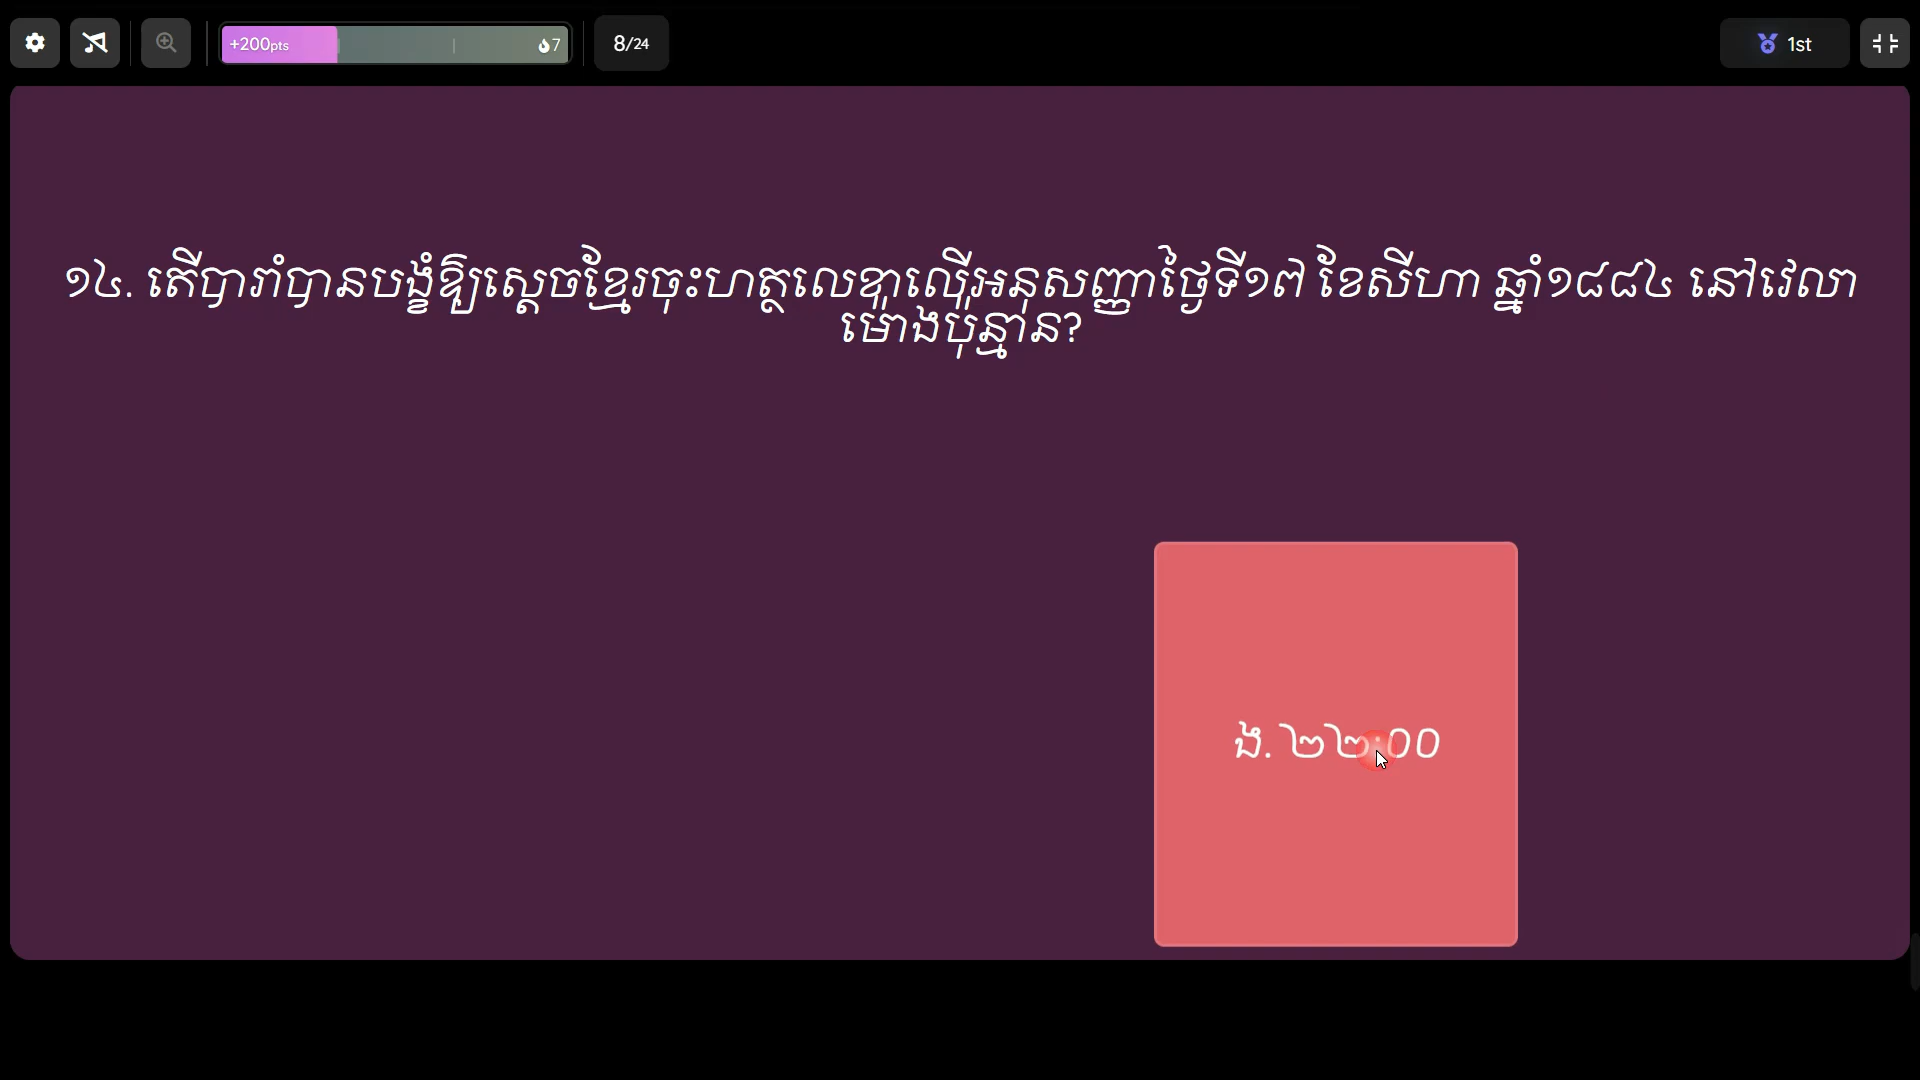 +200pts
7
8/24
1st
១៤. តើបារាំបានបង្ខំឱ្យស្ដេចខ្មែរចុះហត្ថលេខាលើអនុសញ្ញាថ្ងៃទី១៧ ខែសីហា ឆ្នាំ១៨៨៤ នៅវេលា
ម៉ោងប៉ុន្មាន?
ង. ២២:០០